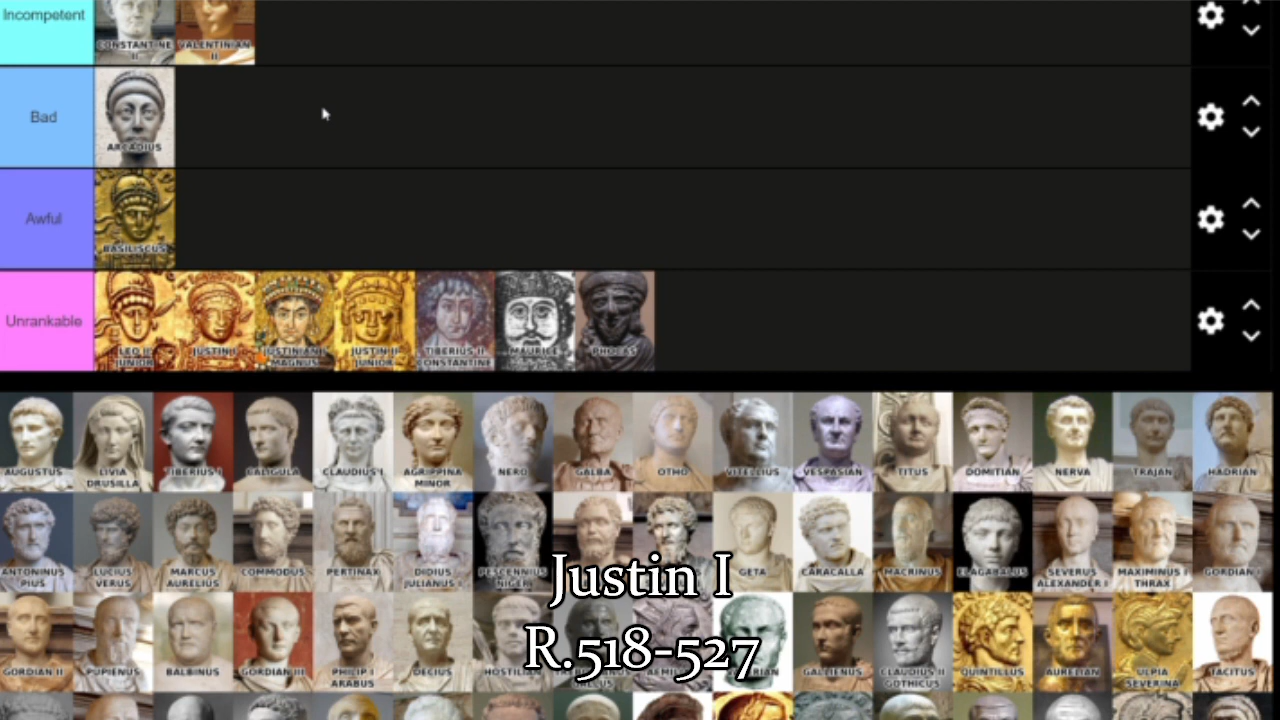 Incompetent
CONSTANTINE II
VALENTINIAN II
Bad
ARCADIUS
Awful
BASILISCUS
Unrankable
LEO II JUNIOR
JUSTIN I
JUSTINIAN I MAGNUS
JUSTIN II JUNIOR
TIBERIUS II CONSTANTINE
MAURICE
PHOCAS
AUGUSTUS
LIVIA DRUSILLA
TIBERIUS I
CALIGULA
CLAUDIUS I
AGRIPPINA MINOR
NERO
GALBA
OTHO
VITELLIUS
VESPASIAN
TITUS
DOMITIAN
NERVA
TRAJAN
HADRIAN
ANTONINUS PIUS
LUCIUS VERUS
MARCUS AURELIUS
COMMODUS
PERTINAX
DIDIUS JULIANUS I
PESCENNIUS NIGER
GETA
CARACALLA
MACRINUS
ELAGABALUS
SEVERUS ALEXANDER I
MAXIMINUS I THRAX
GORDIAN I
Justin I
R.518-527
GORDIAN II
PUPIENUS
BALBINUS
GORDIAN III
PHILIP I ARABUS
DECIUS
HOSTILIAN
GALLIENUS
CLAUDIUS II GOTHICUS
QUINTILLUS
AURELIAN
ULPIA SEVERINA
TACITUS